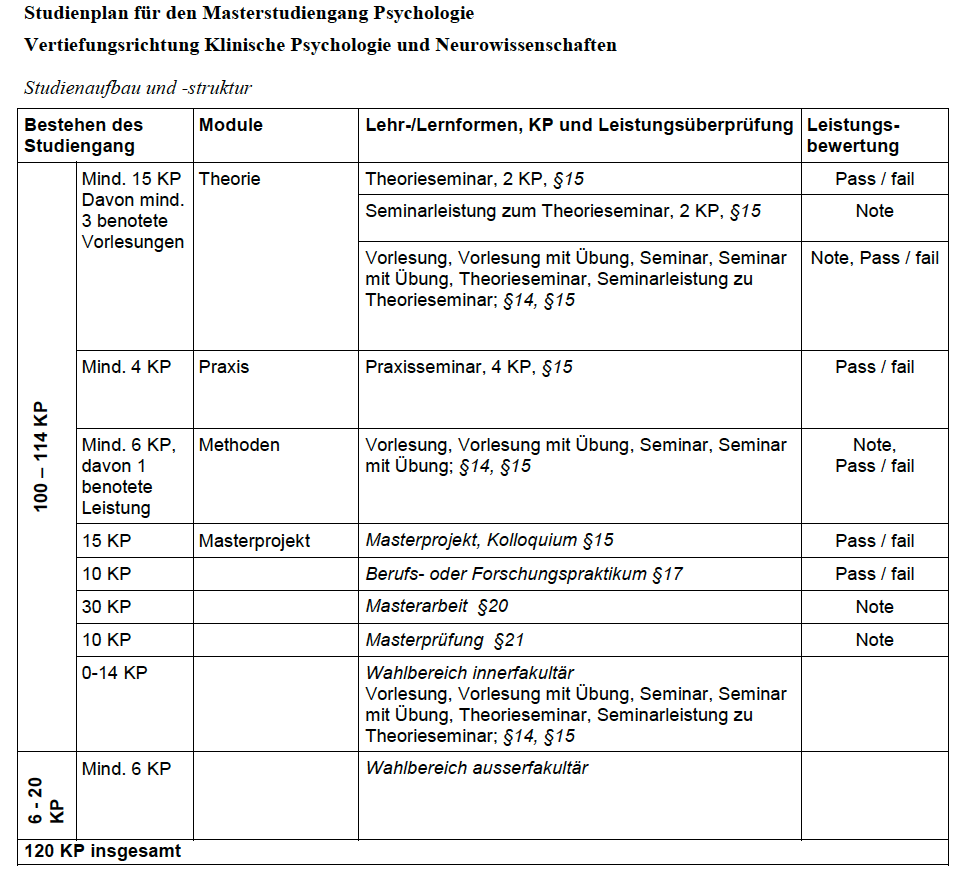 Studienplan für den Masterstudiengang Psychologie
Vertiefungsrichtung Klinische Psychologie und Neurowissenschaften
Studienaufbau und -struktur
Bestehen des
Studiengang
Module
Lehr-/Lernformen, KP und Leistungsüberprüfung
Leistungs-
bewertung
100 – 114 KP
Mind. 15 KP
Davon mind.
3 benotete
Vorlesungen
Theorie
Theorieseminar, 2 KP, §15
Pass / fail
Seminarleistung zum Theorieseminar, 2 KP, §15
Note
Vorlesung, Vorlesung mit Übung, Seminar, Seminar
mit Übung, Theorieseminar, Seminarleistung zu
Theorieseminar; §14, §15
Note, Pass / fail
Mind. 4 KP
Praxis
Praxisseminar, 4 KP, §15
Pass / fail
Mind. 6 KP,
davon 1
benotete
Leistung
Methoden
Vorlesung, Vorlesung mit Übung, Seminar, Seminar
mit Übung; §14, §15
Note,
Pass / fail
15 KP
Masterprojekt
Masterprojekt, Kolloquium §15
Pass / fail
10 KP
Berufs- oder Forschungspraktikum §17
Pass / fail
30 KP
Masterarbeit §20
Note
10 KP
Masterprüfung §21
Note
0-14 KP
Wahlbereich innerfakultär
Vorlesung, Vorlesung mit Übung, Seminar, Seminar
mit Übung, Theorieseminar, Seminarleistung zu
Theorieseminar; §14, §15
6 - 20
KP
Mind. 6 KP
Wahlbereich ausserfakultär
120 KP insgesamt